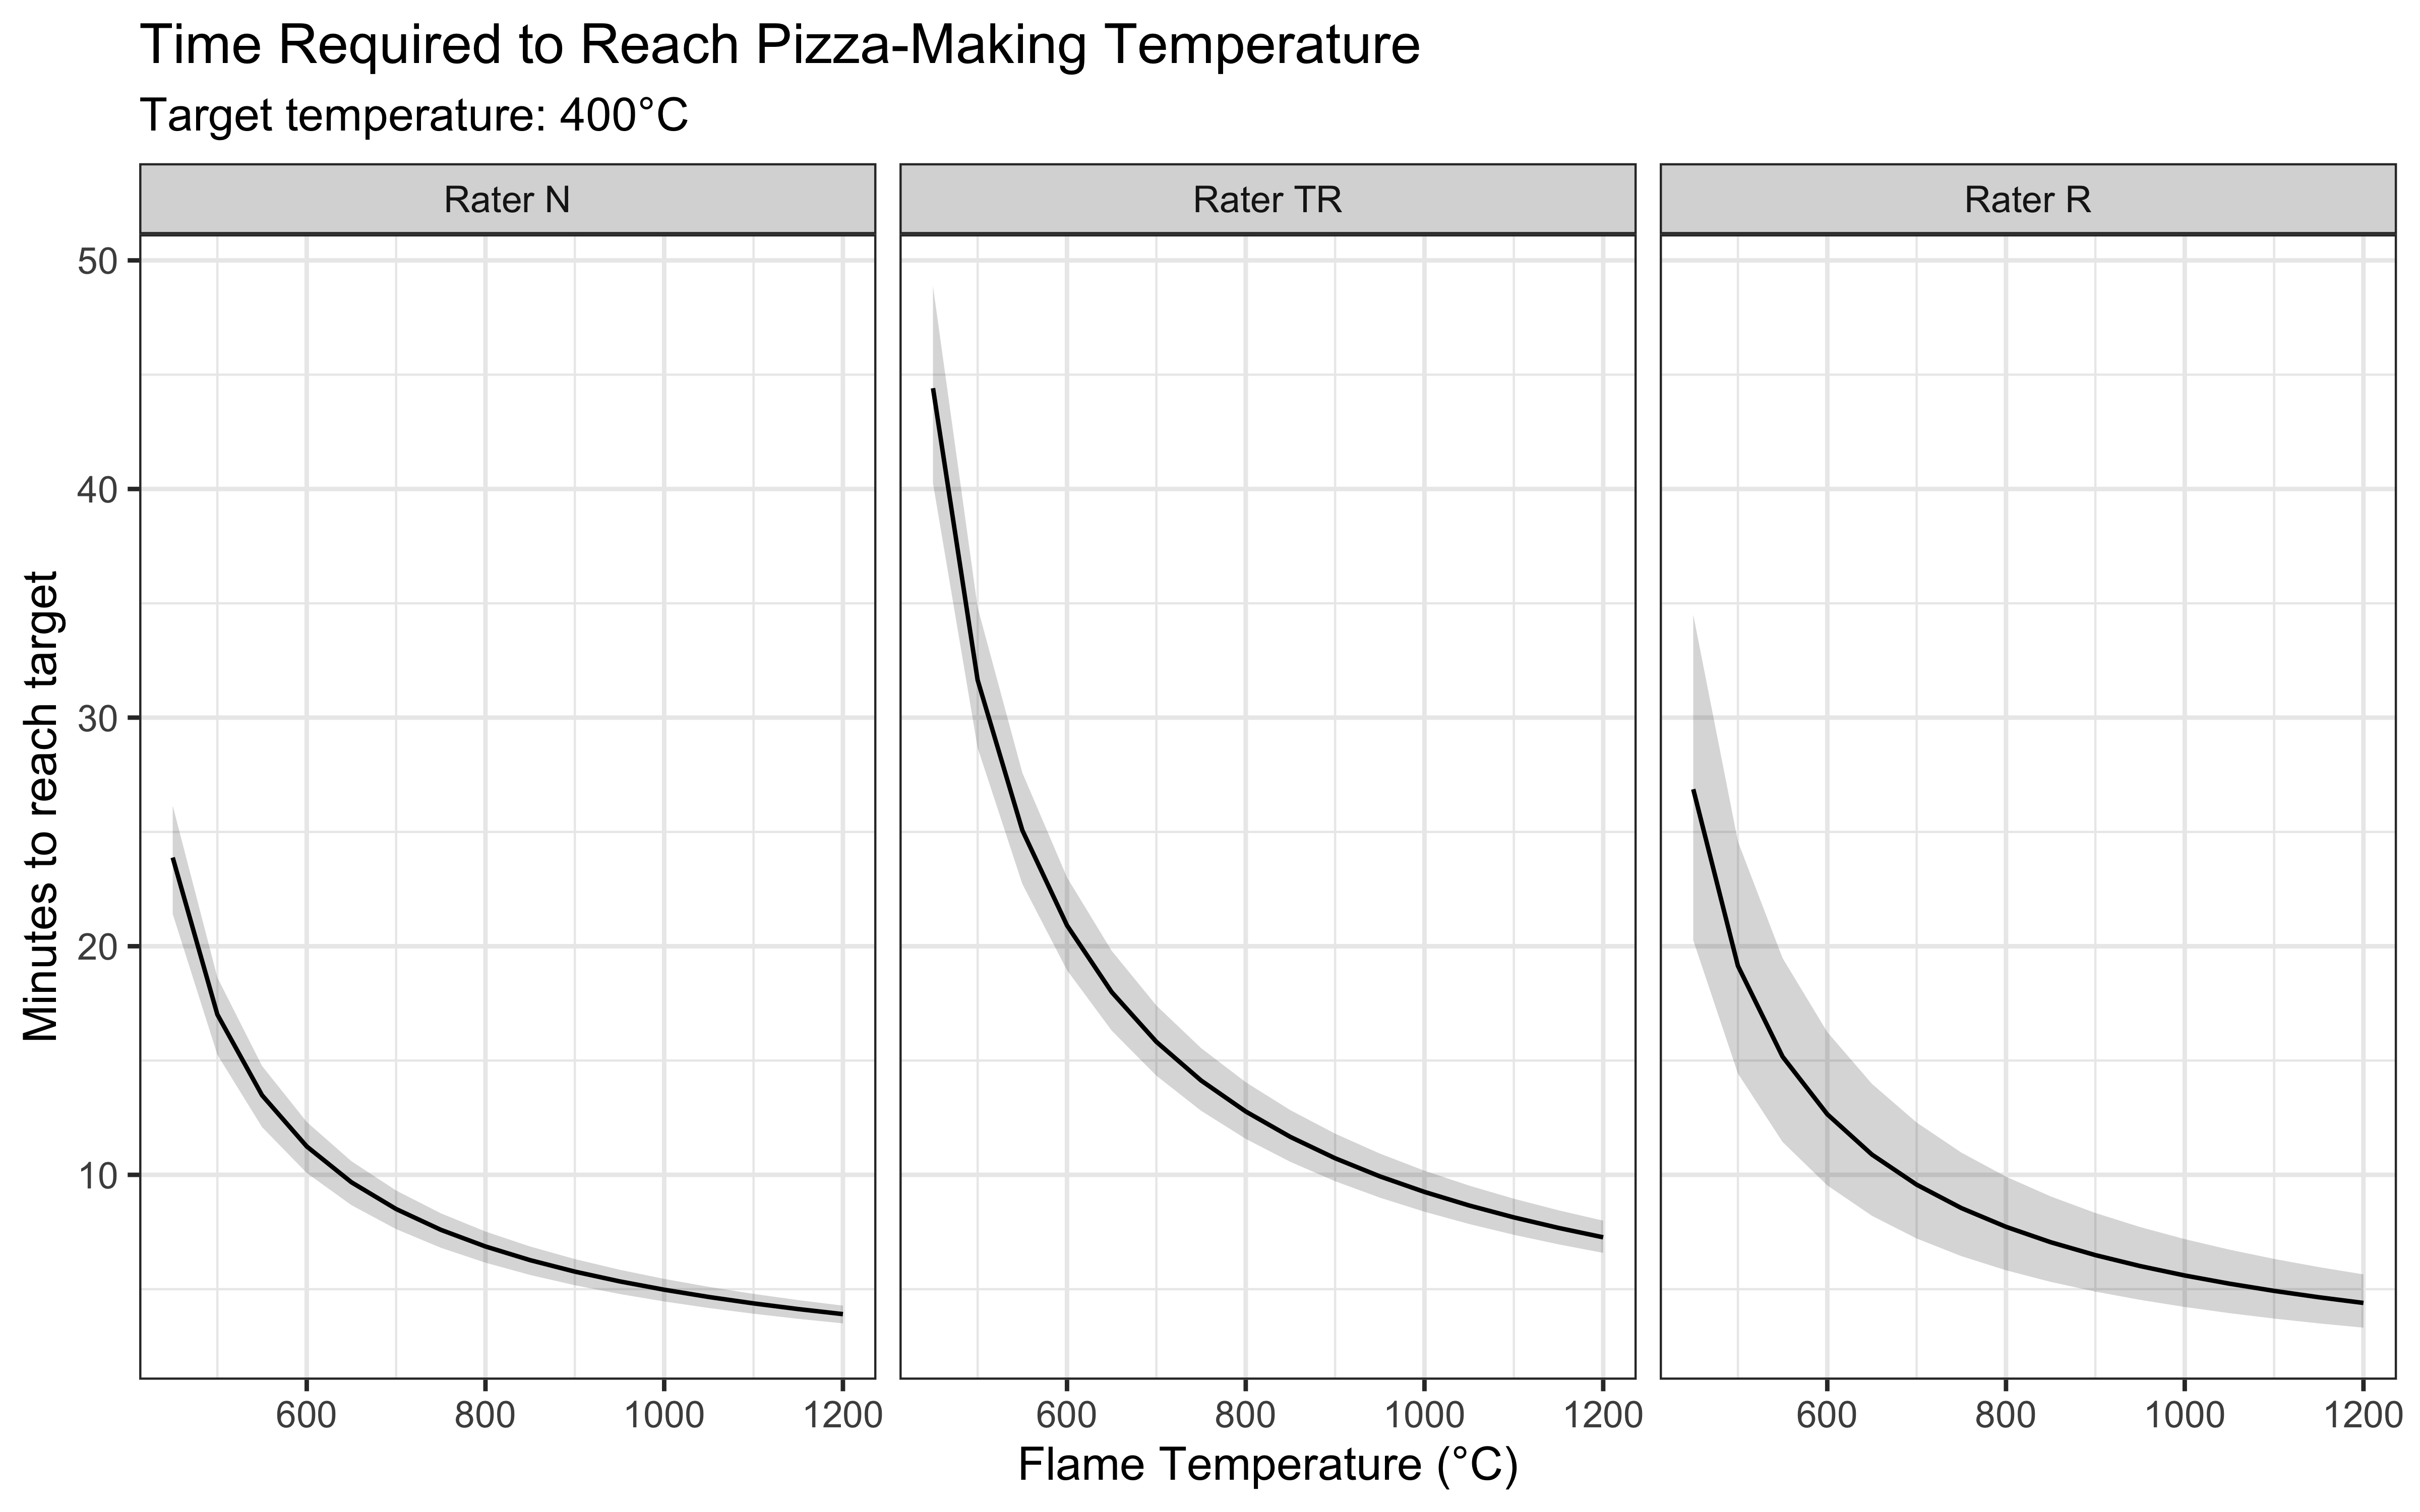 Time Required to Reach Pizza-Making Temperature
Target temperature: 400°C
Rater N
Rater TR
Rater R
Minutes to reach target
50
40
30
20
10
600 800 1000 1200
600 800 1000 1200
600 800 1000 1200
Flame Temperature (°C)